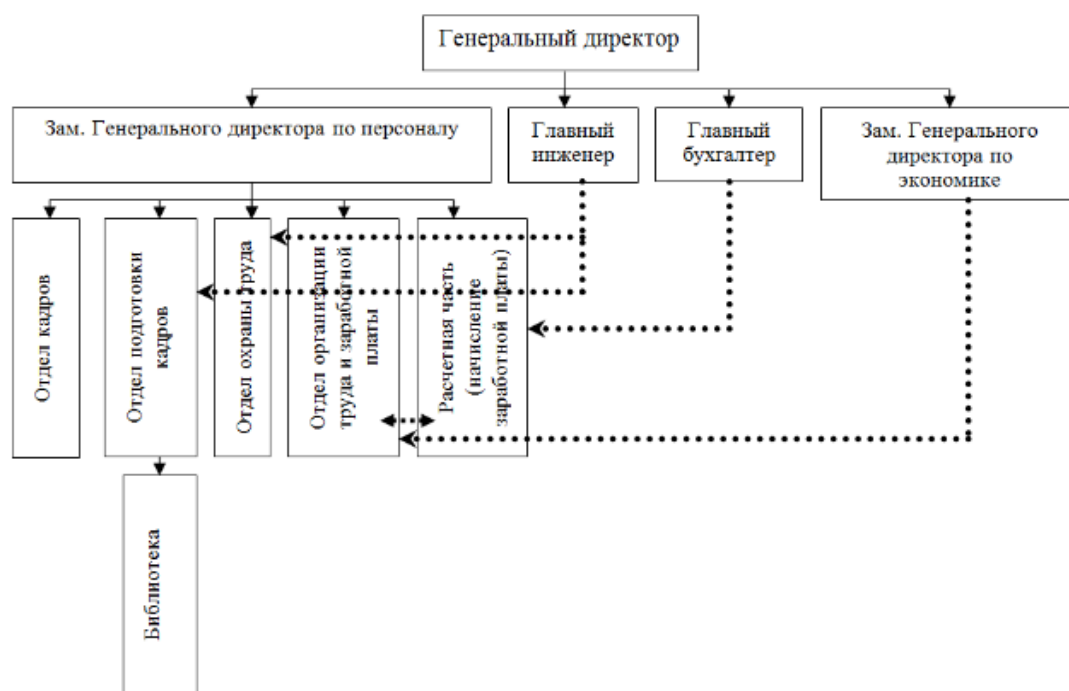 Генеральный директор
Зам. Генерального директора по персоналу
Главный
инженер
Главный
бухгалтер
Зам. Генерального
директора по
экономике
Отдел кадров
Отдел подготовки
кадров
Отдел охраны труда
Отдел организации
труда и заработной
платы
Расчетная часть
(начисление
заработной платы)
Библиотека